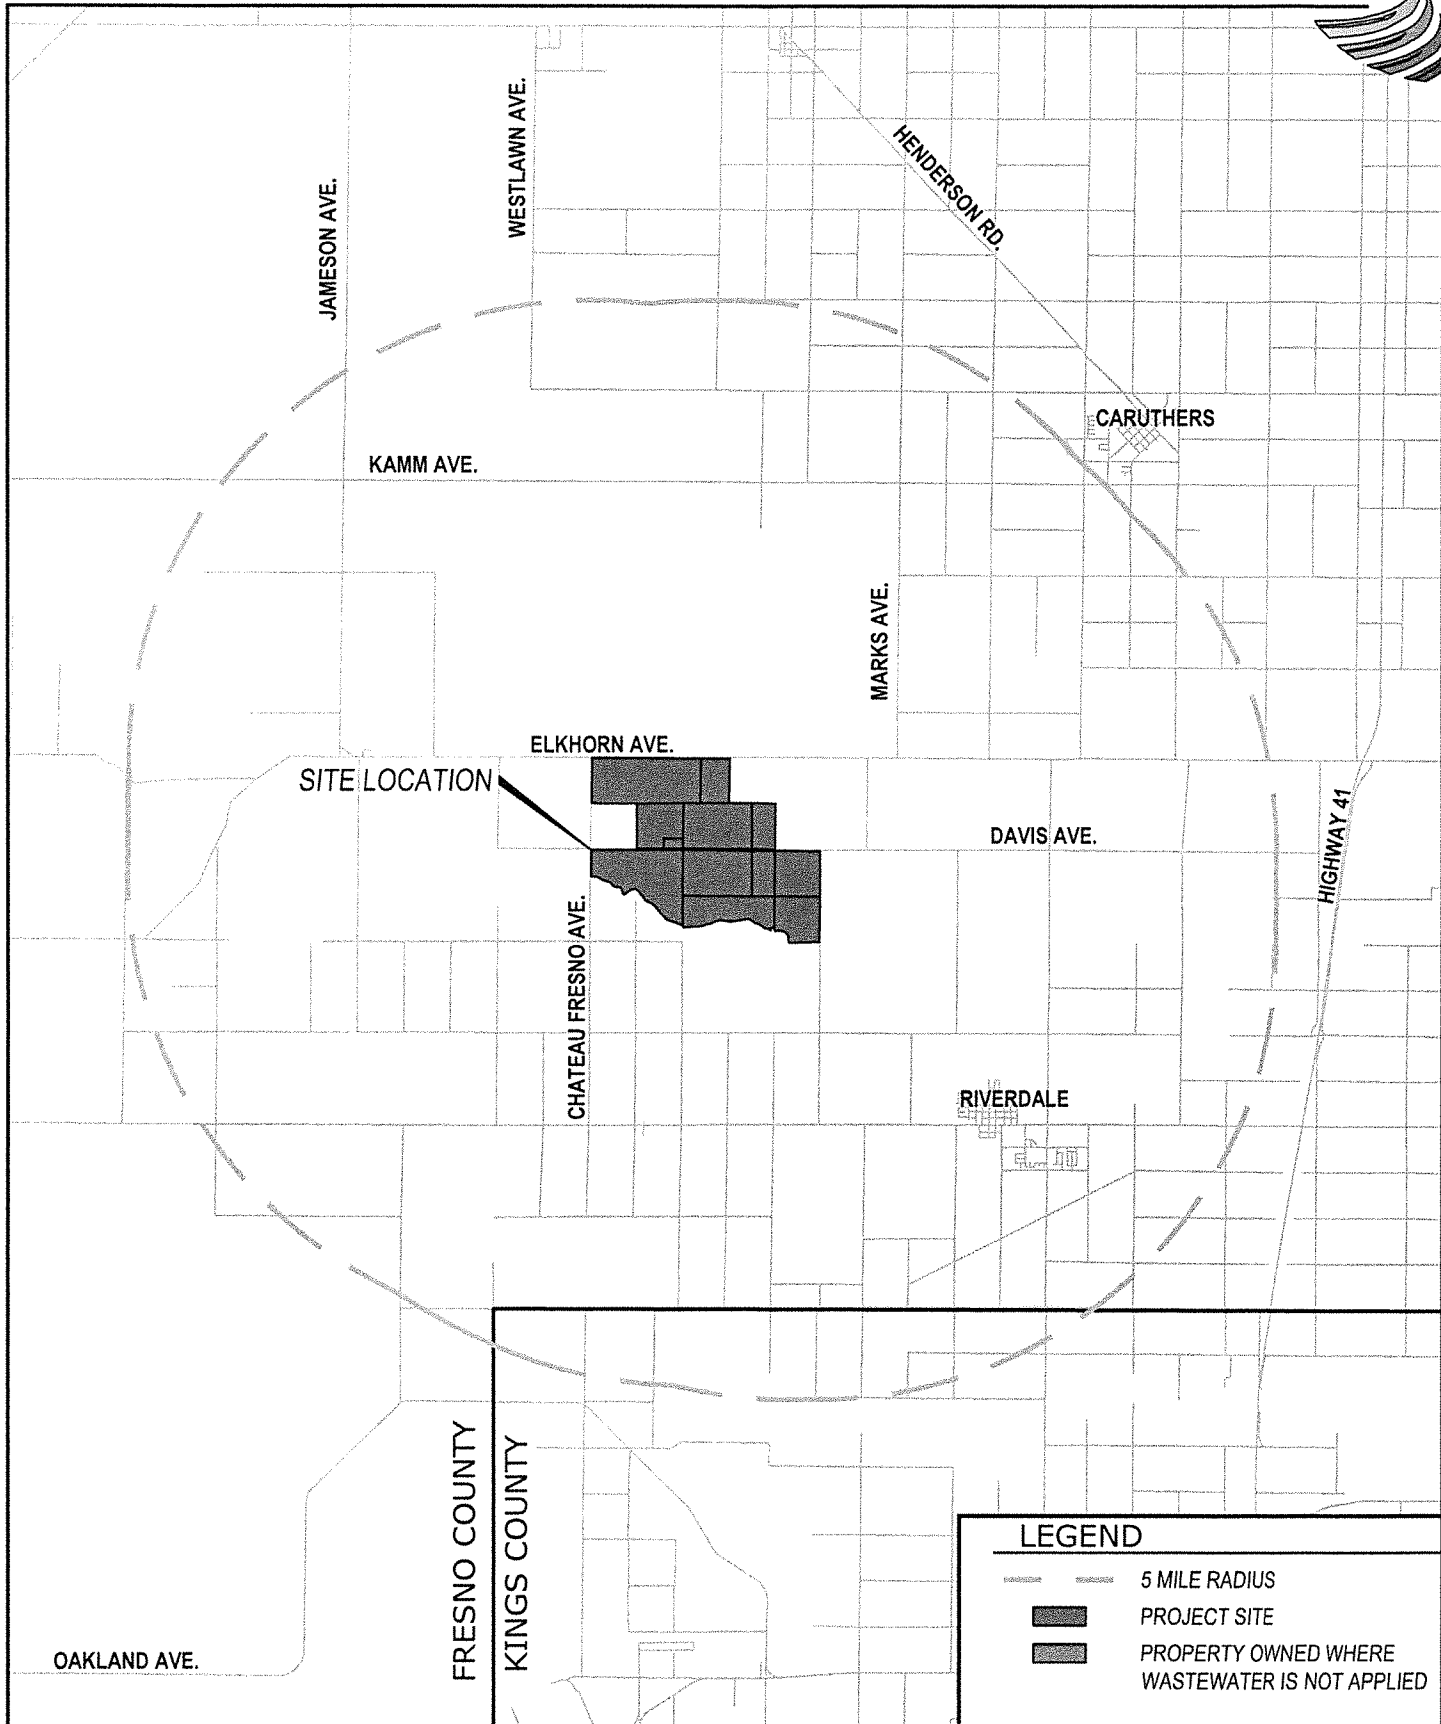 WESTLAWN AVE.
HENDERSON RD.
JAMESON AVE.
CARUTHERS
KAMM AVE.
MARKS AVE.
ELKHORN AVE.
SITE LOCATION
DAVIS AVE.
HIGHWAY 41
CHATEAU FRESNO AVE.
RIVERDALE
FRESNO COUNTY
KINGS COUNTY
OAKLAND AVE.
LEGEND
5 MILE RADIUS
PROJECT SITE
PROPERTY OWNED WHERE
WASTEWATER IS NOT APPLIED